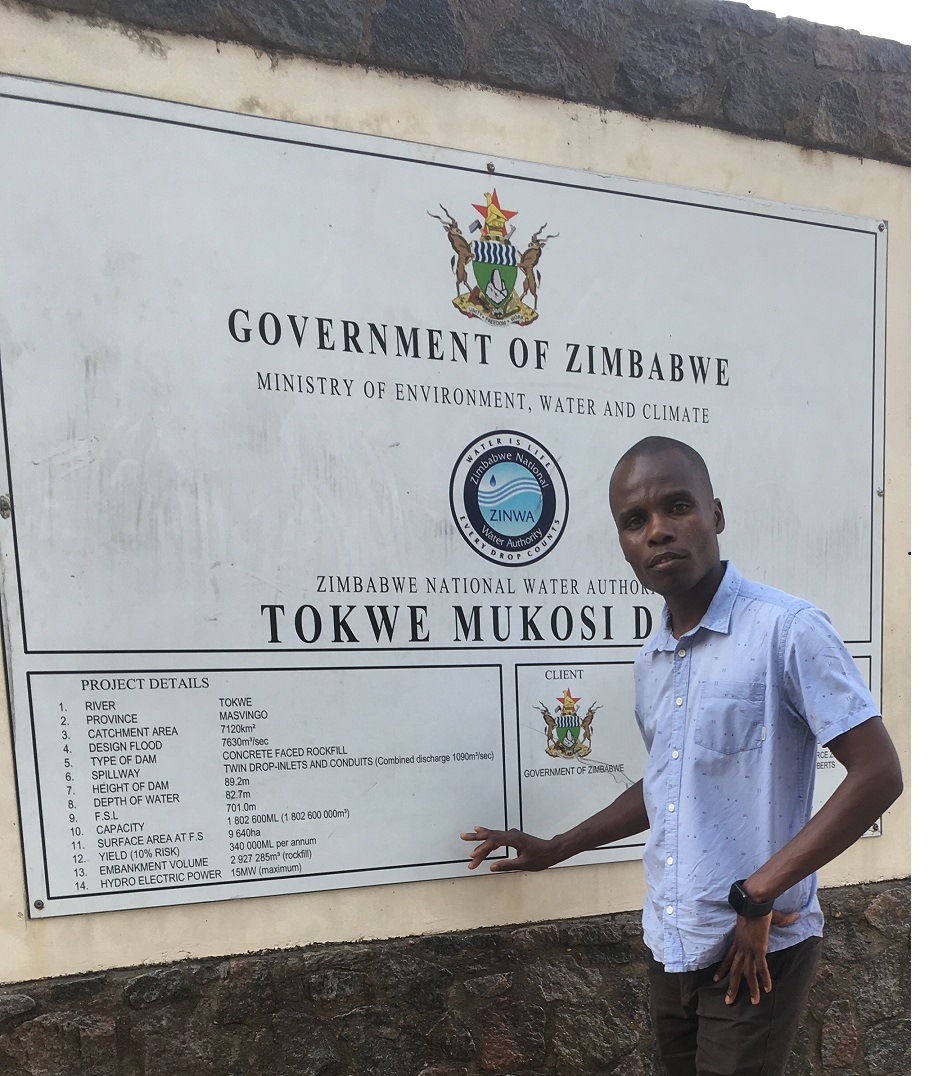 GOVERNMENT OF ZIMBABWE
MINISTRY OF ENVIRONMENT, WATER AND CLIMATE
WATER IS LIFE
Zimbabwe National
ZINWA
Water Authority
EVERY DROP COUNTS
ZIMBABWE NATIONAL WATER
TOKWE MUKOSI D
PROJECT DETAILS
1. RIVER TOKWE
2. PROVINCE MASVINGO
3. CATCHMENT AREA 7120km²
4. DESIGN FLOOD 7630m³/sec
5. TYPE OF DAM CONCRETE FACED ROCKFILL
6. SPILLWAY TWIN DROP-INLETS AND CONDUITS (Combined discharge 1090m³/sec)
7. HEIGHT OF DAM 89.2m
8. DEPTH OF WATER 82.7m
9. F.S.L 701.0m
10. CAPACITY 1 802 600ML (1 802 600 000m³)
11. SURFACE AREA AT F.S 9 640ha
12. YIELD (10% RISK) 340 000ML per annum
13. EMBANKMENT VOLUME 2 927 285m³ (rockfill)
14. HYDRO ELECTRIC POWER 15MW (maximum)
CLIENT
GOVERNMENT OF ZIMBABWE